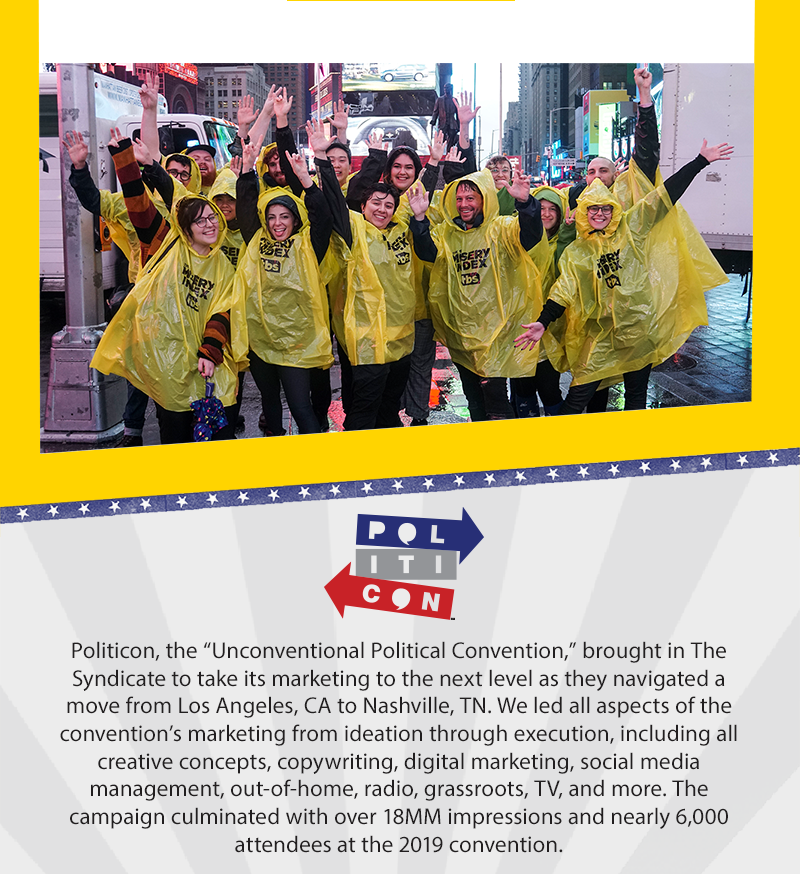 MISERY
INDEX
tbs
MISERY
INDEX
tbs
MISERY
INDEX
tbs
MISERY
INDEX
tbs
POL
ITI
CON
Politicon, the “Unconventional Political Convention,” brought in The
Syndicate to take its marketing to the next level as they navigated a
move from Los Angeles, CA to Nashville, TN. We led all aspects of the
convention’s marketing from ideation through execution, including all
creative concepts, copywriting, digital marketing, social media
management, out-of-home, radio, grassroots, TV, and more. The
campaign culminated with over 18MM impressions and nearly 6,000
attendees at the 2019 convention.